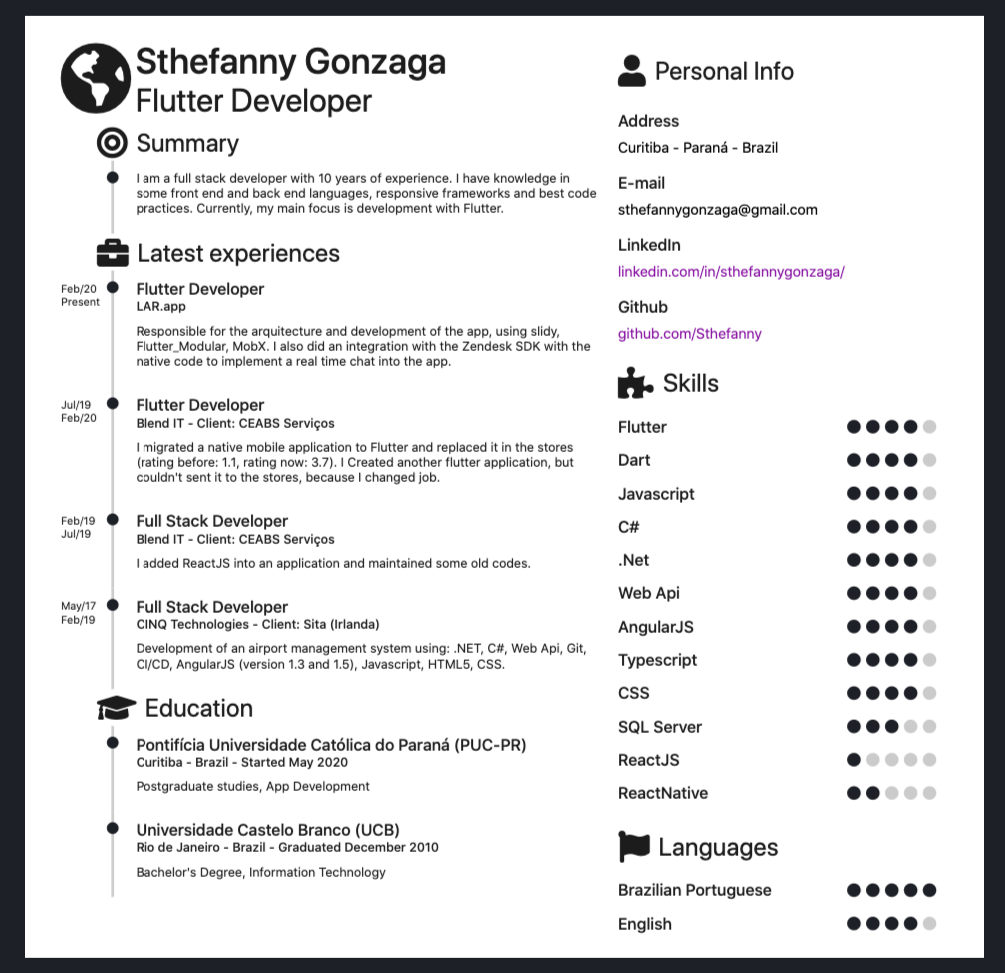 Sthefanny Gonzaga
Flutter Developer
Summary
I am a full stack developer with 10 years of experience. I have knowledge in
some front end and back end languages, responsive frameworks and best code
practices. Currently, my main focus is development with Flutter.
Latest experiences
Feb/20
Present
Flutter Developer
LAR.app
Responsible for the arquitecture and development of the app, using slidy,
Flutter_Modular, MobX. I also did an integration with the Zendesk SDK with the
native code to implement a real time chat into the app.
Jul/19
Feb/20
Flutter Developer
Blend IT - Client: CEABS Serviços
I migrated a native mobile application to Flutter and replaced it in the stores
(rating before: 1.1, rating now: 3.7). I Created another flutter application, but
couldn't sent it to the stores, because I changed job.
Feb/19
Jul/19
Full Stack Developer
Blend IT - Client: CEABS Serviços
I added ReactJS into an application and maintained some old codes.
May/17
Feb/19
Full Stack Developer
CINQ Technologies - Client: Sita (Irlanda)
Development of an airport management system using: .NET, C#, Web Api, Git,
CI/CD, AngularJS (version 1.3 and 1.5), Javascript, HTML5, CSS.
Education
Pontifícia Universidade Católica do Paraná (PUC-PR)
Curitiba - Brazil - Started May 2020
Postgraduate studies, App Development
Universidade Castelo Branco (UCB)
Rio de Janeiro - Brazil - Graduated December 2010
Bachelor's Degree, Information Technology
Personal Info
Address
Curitiba - Paraná - Brazil
E-mail
sthefannygonzaga@gmail.com
LinkedIn
linkedin.com/in/sthefannygonzaga/
Github
github.com/Sthefanny
Skills
Flutter
Dart
Javascript
C#
.Net
Web Api
AngularJS
Typescript
CSS
SQL Server
ReactJS
ReactNative
Languages
Brazilian Portuguese
English